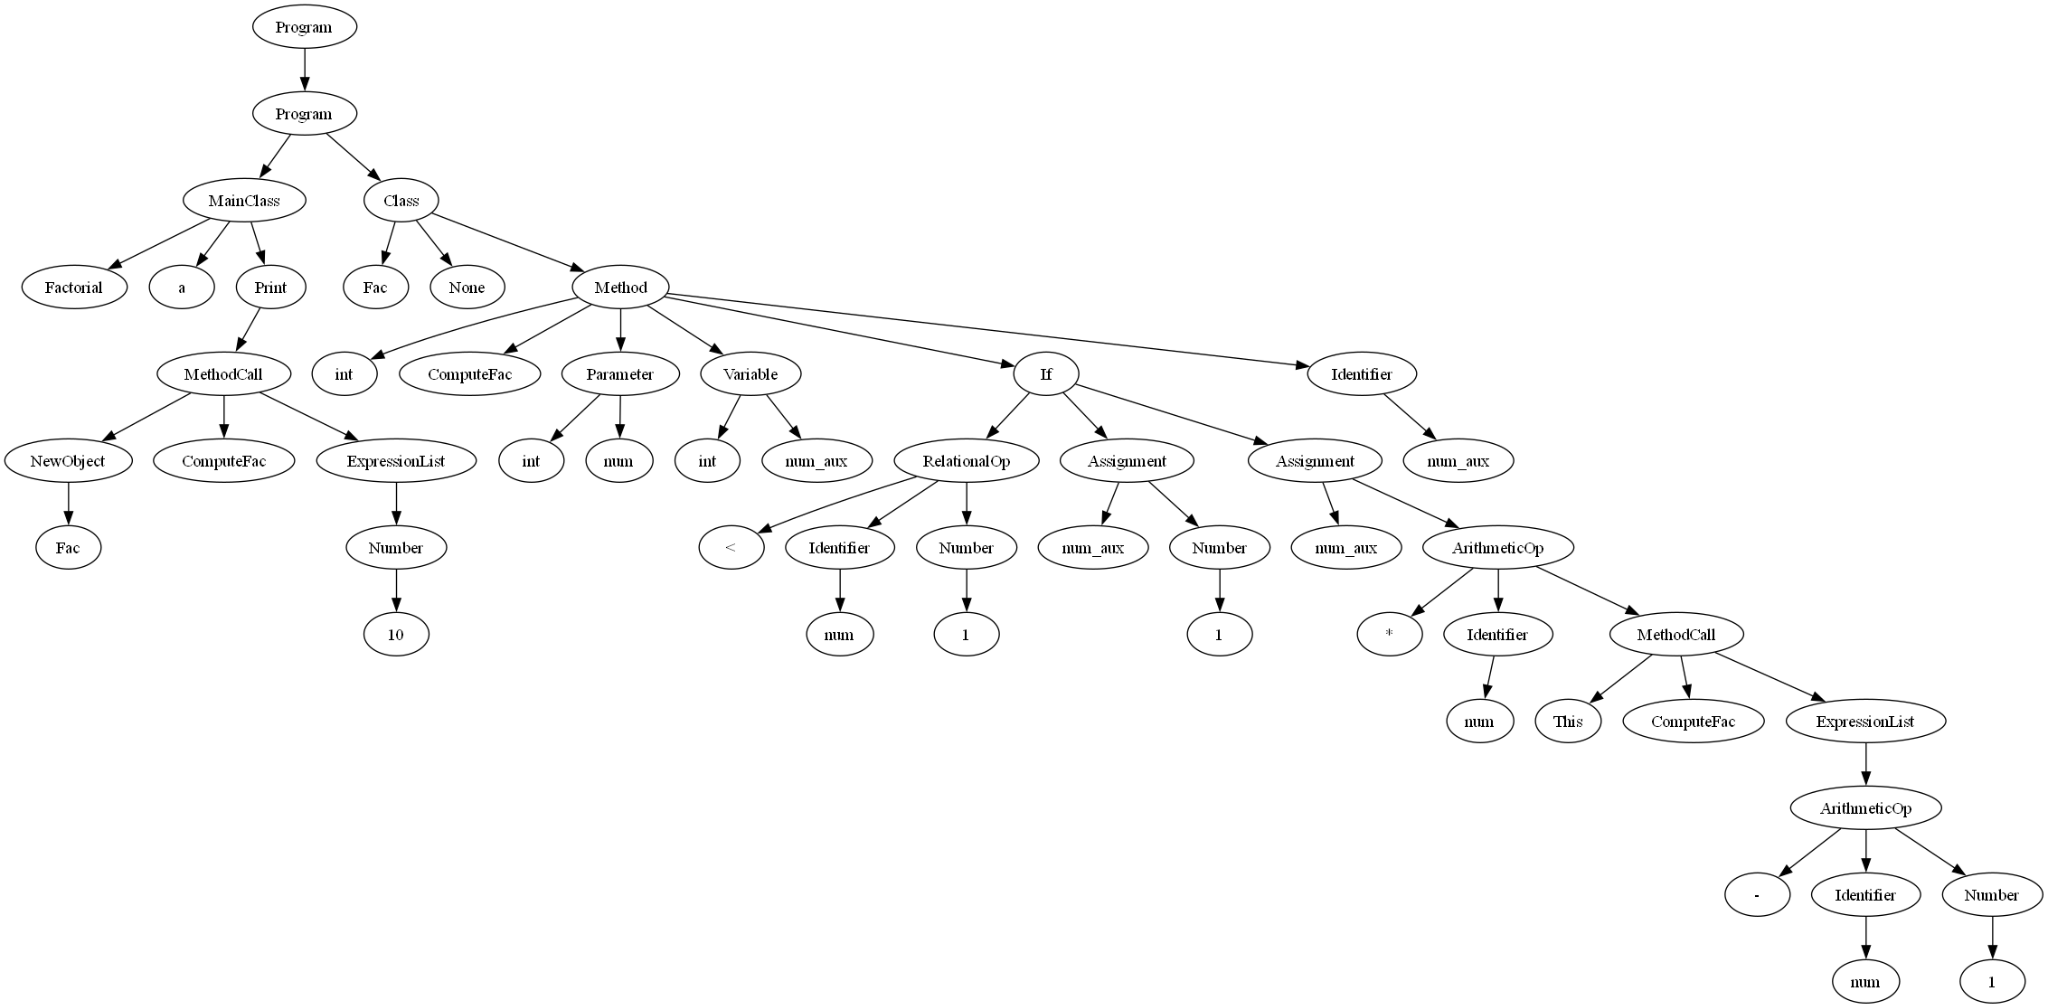 Program
Program
MainClass
Class
Factorial
a
Print
Fac
None
Method
MethodCall
int
ComputeFac
Parameter
Variable
If
Identifier
NewObject
ComputeFac
ExpressionList
int
num
int
num_aux
RelationalOp
Assignment
Assignment
num_aux
Fac
Number
<
Identifier
Number
num_aux
Number
num_aux
ArithmeticOp
10
num
1
1
*
Identifier
MethodCall
num
This
ComputeFac
ExpressionList
ArithmeticOp
-
Identifier
Number
num
1